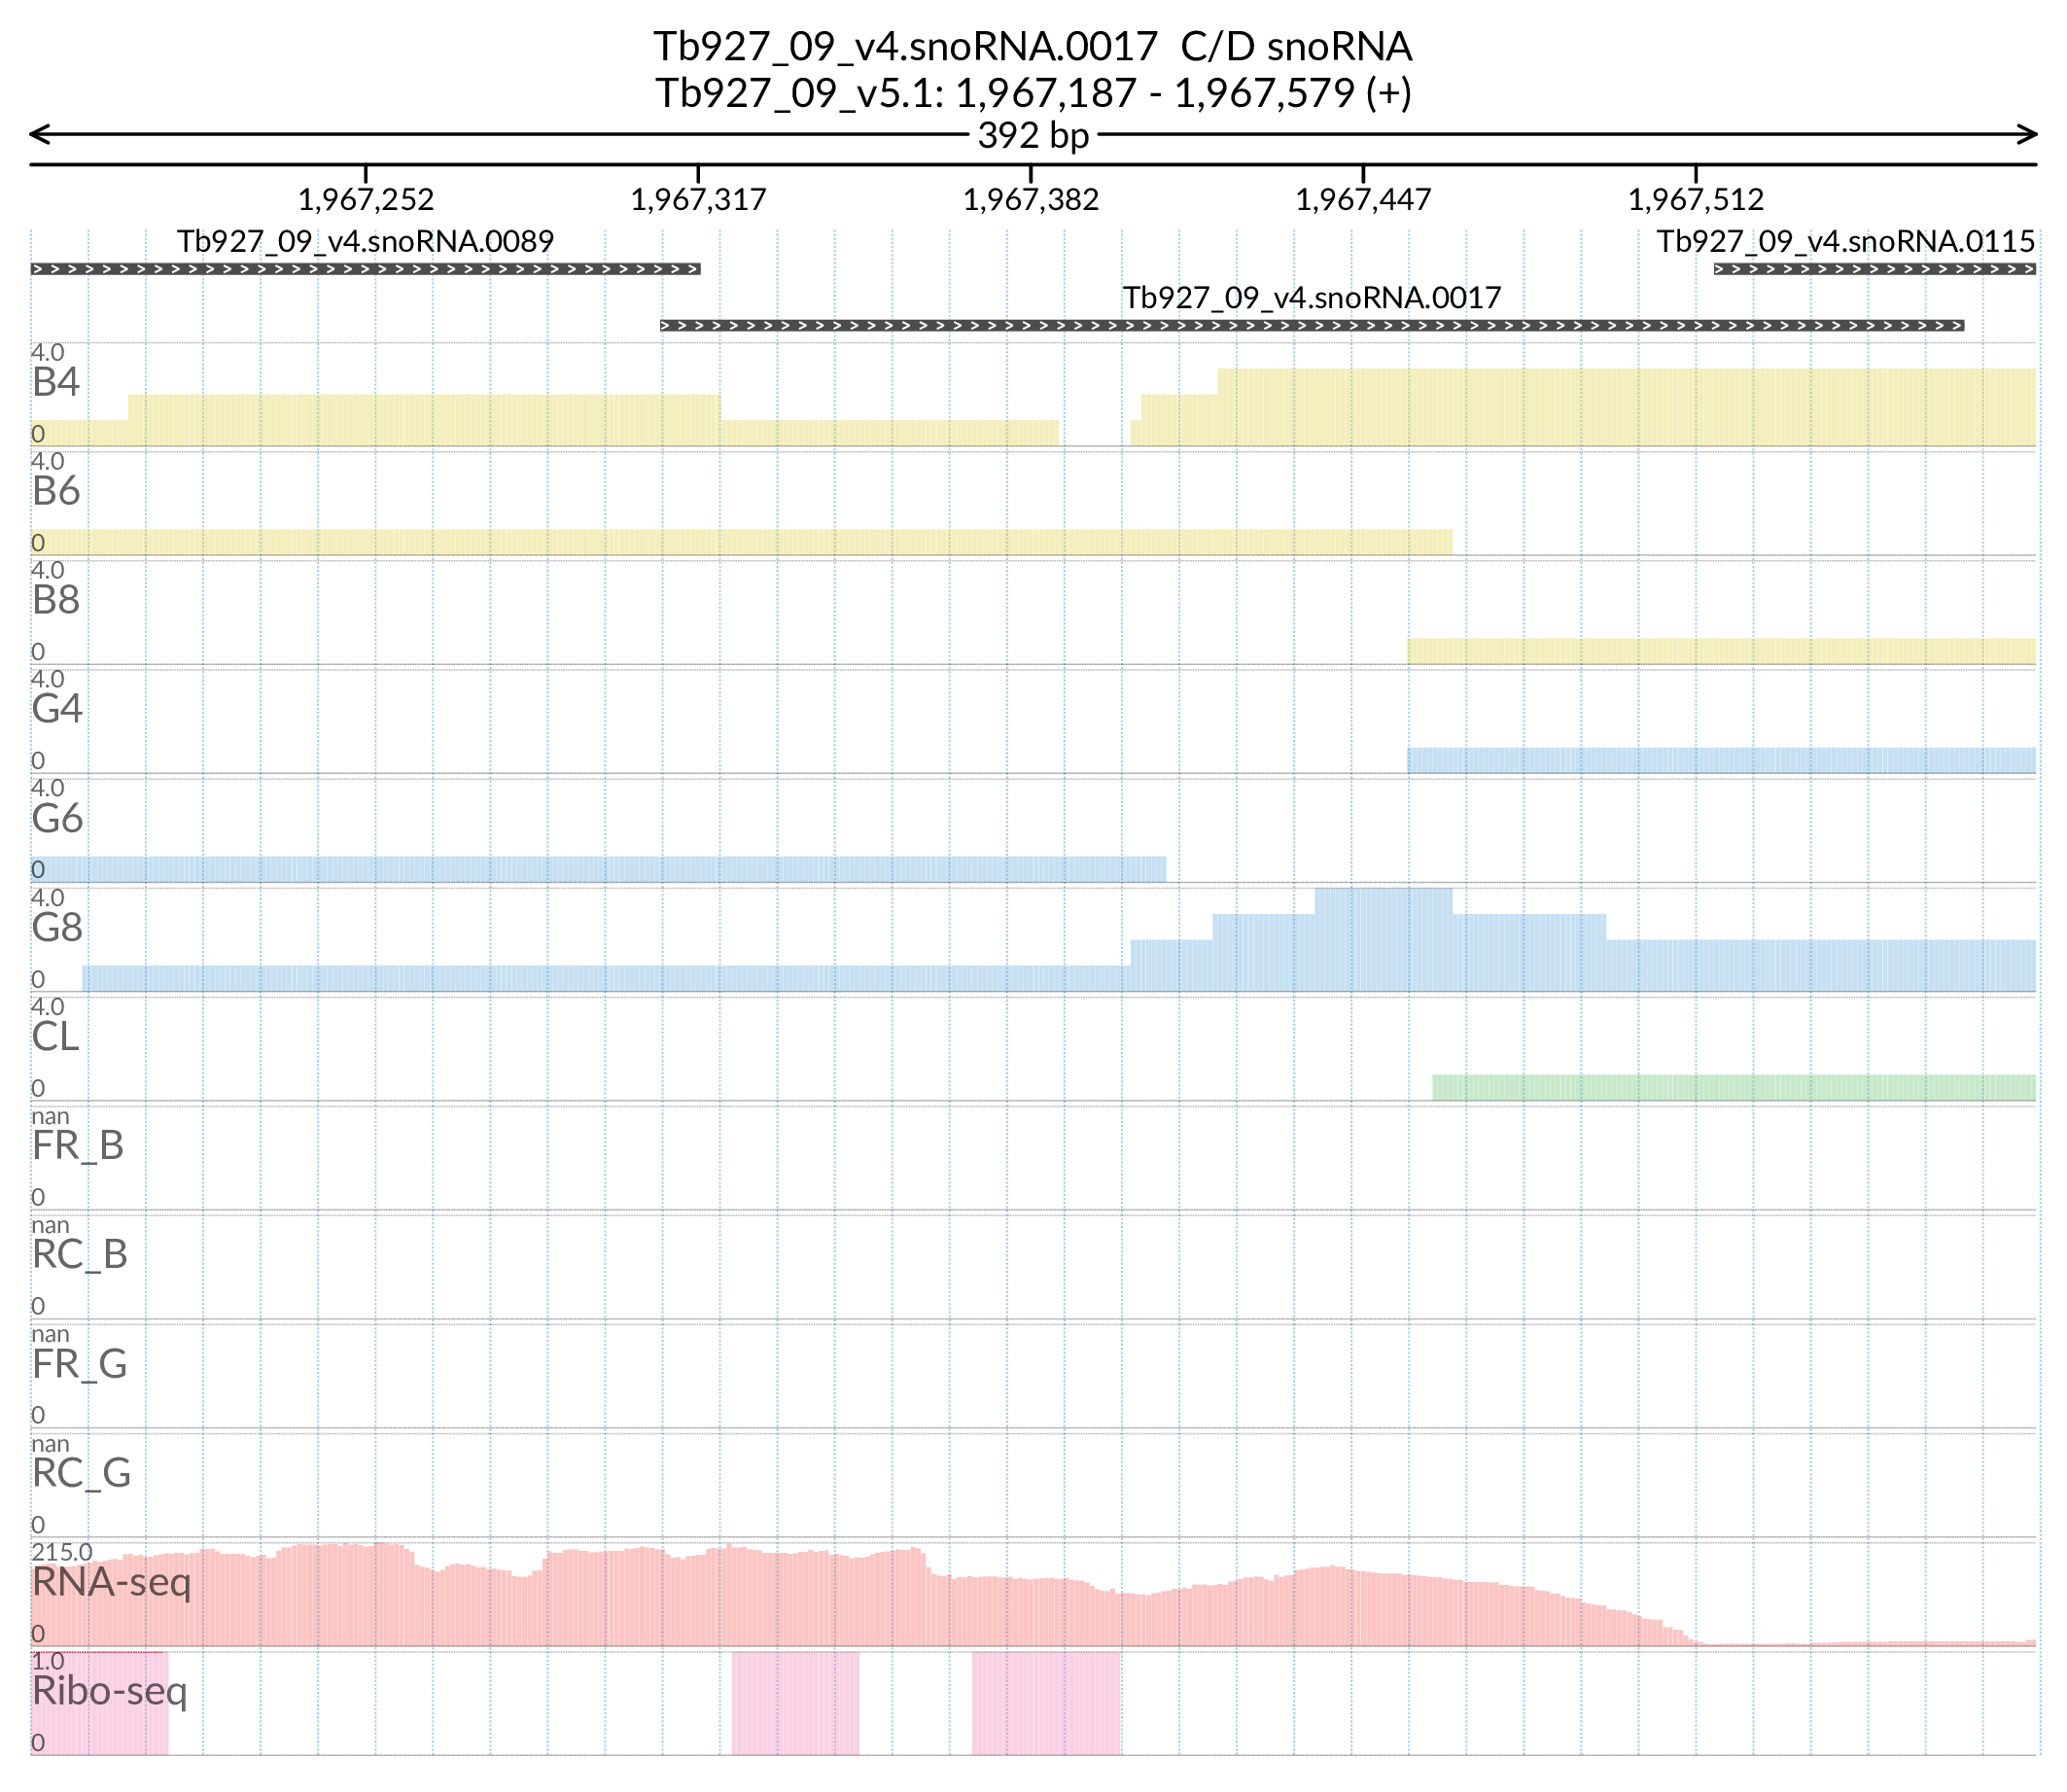 Tb927_09_v4.snoRNA.0017 C/D snoRNA
Tb927_09_v5.1: 1,967,187 - 1,967,579 (+)
392 bp
1,967,252 1,967,317 1,967,382 1,967,447 1,967,512
Tb927_09_v4.snoRNA.0089 Tb927_09_v4.snoRNA.0115
Tb927_09_v4.snoRNA.0017
4.0
B4
0
4.0
B6
0
4.0
B8
0
4.0
G4
0
4.0
G6
0
4.0
G8
0
4.0
CL
0
nan
FR_B
0
nan
RC_B
0
nan
FR_G
0
nan
RC_G
0
215.0
RNA-seq
0
1.0
Ribo-seq
0